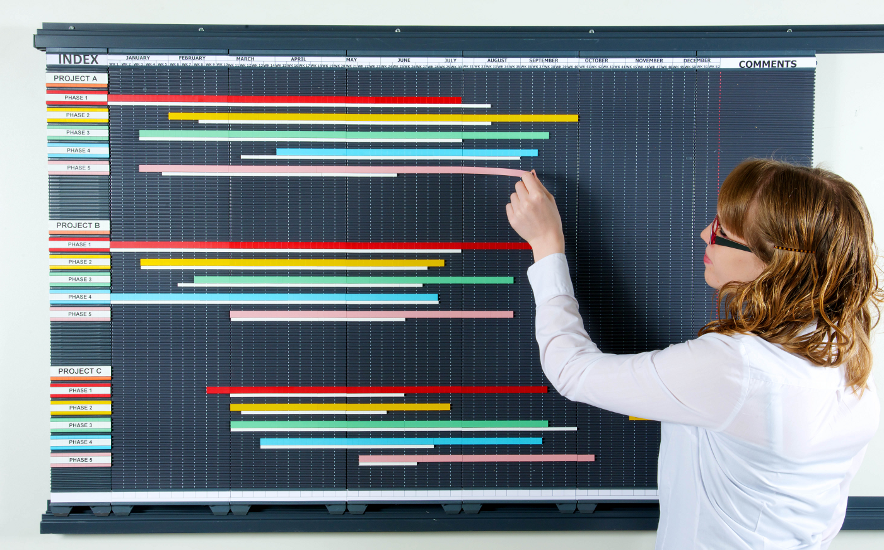 INDEX JANUARY FEBRUARY MARCH APRIL MAY JUNE JULY AUGUST SEPTEMBER OCTOBER NOVEMBER DECEMBER COMMENTS
PROJECT A
PHASE 1
PHASE 2
PHASE 3
PHASE 4
PHASE 5
PROJECT B
PHASE 1
PHASE 2
PHASE 3
PHASE 4
PHASE 5
PROJECT C
PHASE 1
PHASE 2
PHASE 3
PHASE 4
PHASE 5